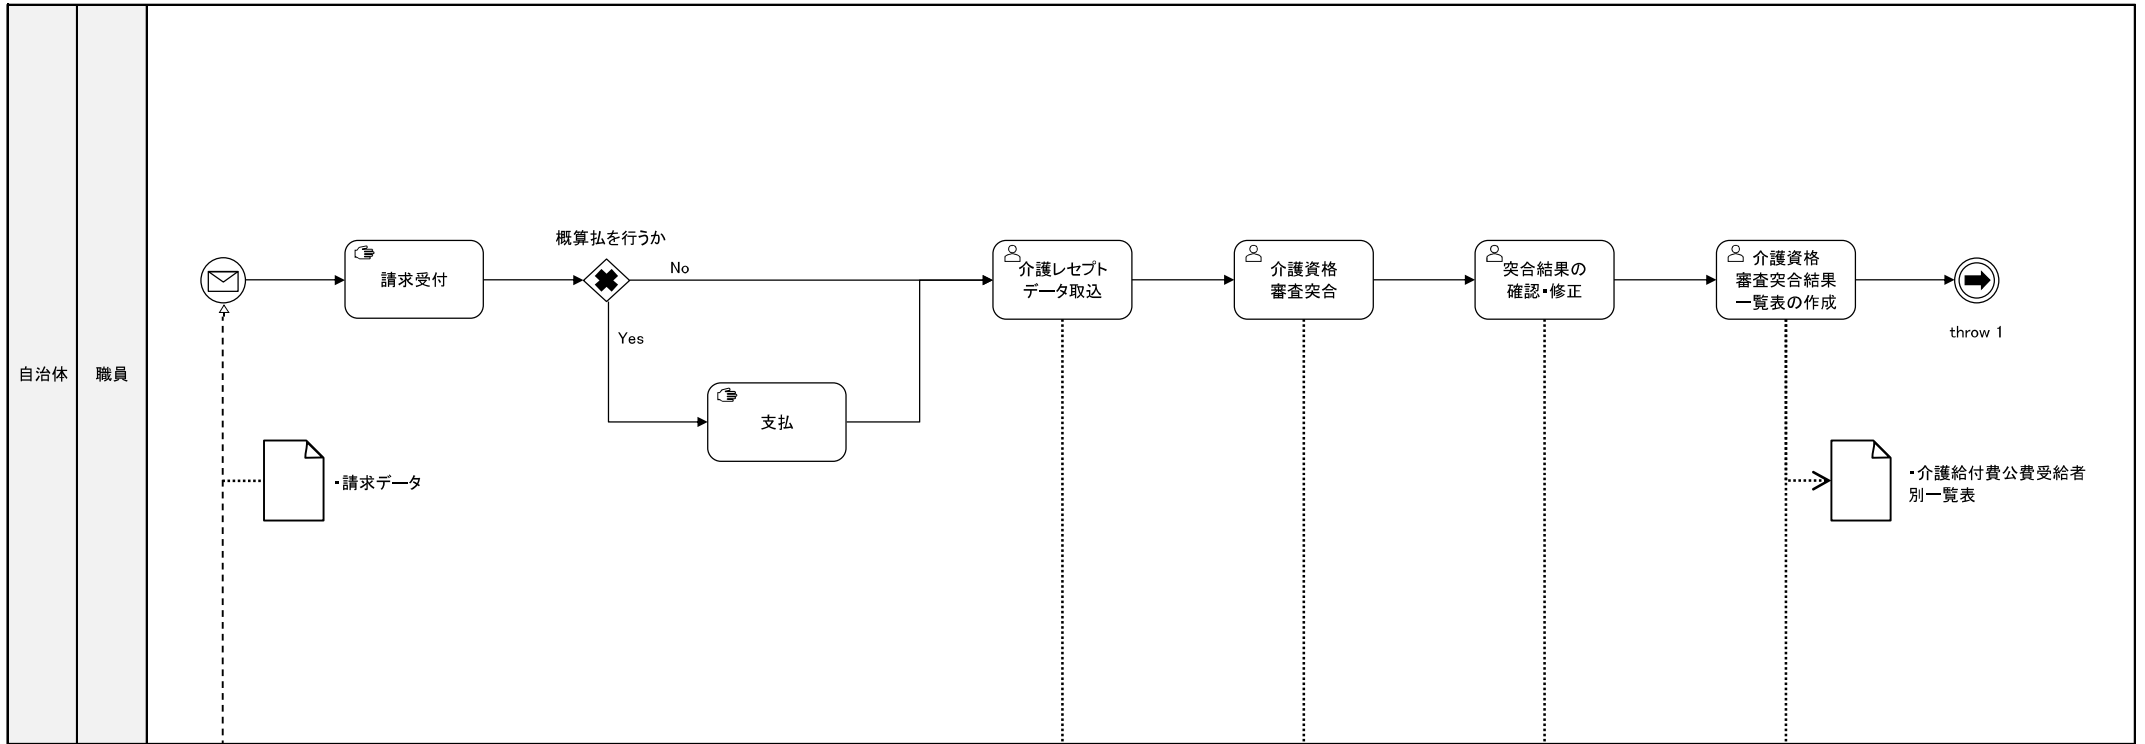 自治体
職員
請求受付
概算払を行うか
No
Yes
支払
介護レセプト
データ取込
介護資格
審査突合
突合結果の
確認・修正
介護資格
審査突合結果
一覧表の作成
throw 1
・請求データ
・介護給付費公費受給者
別一覧表